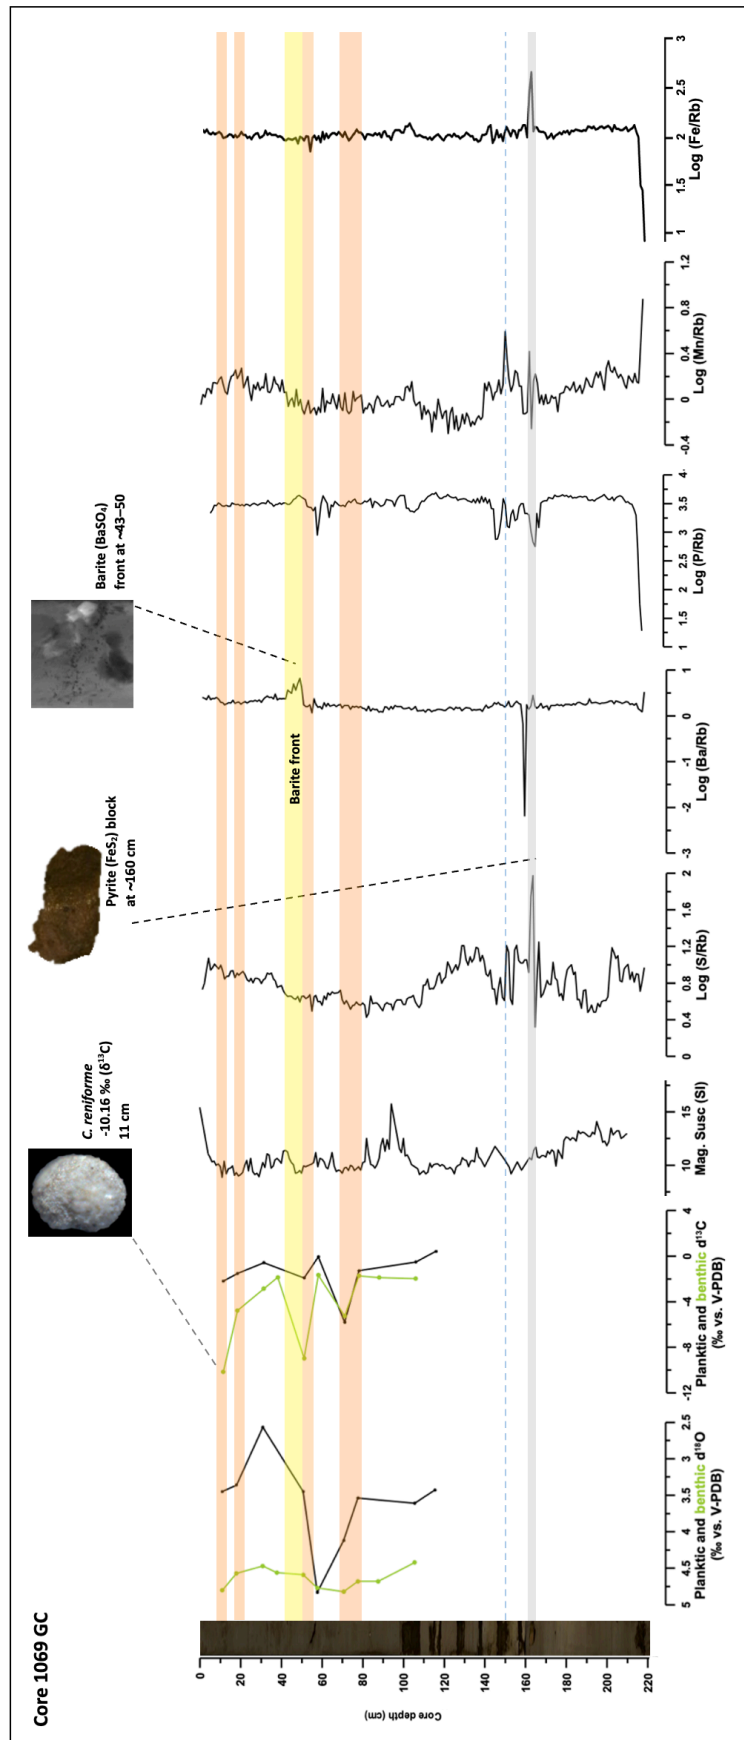 Core 1069 GC
C. reniforme
-10.16 ‰ (δ¹³C)
11 cm
Pyrite (FeS₂) block
at ~160 cm
Barite (BaSO₄)
front at ~43–50
Barite front
Core depth (cm)
0
20
40
60
80
100
120
140
160
180
200
220
5
4.5
4
3.5
3
2.5
Planktic and benthic d¹⁸O
(‰ vs. V-PDB)
-12
-8
-4
0
4
Planktic and benthic d¹³C
(‰ vs. V-PDB)
10
15
Mag. Susc (SI)
0
0.4
0.8
1.2
1.6
2
Log (S/Rb)
-3
-2
-1
0
1
Log (Ba/Rb)
1
1.5
2
2.5
3
3.5
4
Log (P/Rb)
-0.4
0
0.4
0.8
1.2
Log (Mn/Rb)
1
1.5
2
2.5
3
Log (Fe/Rb)